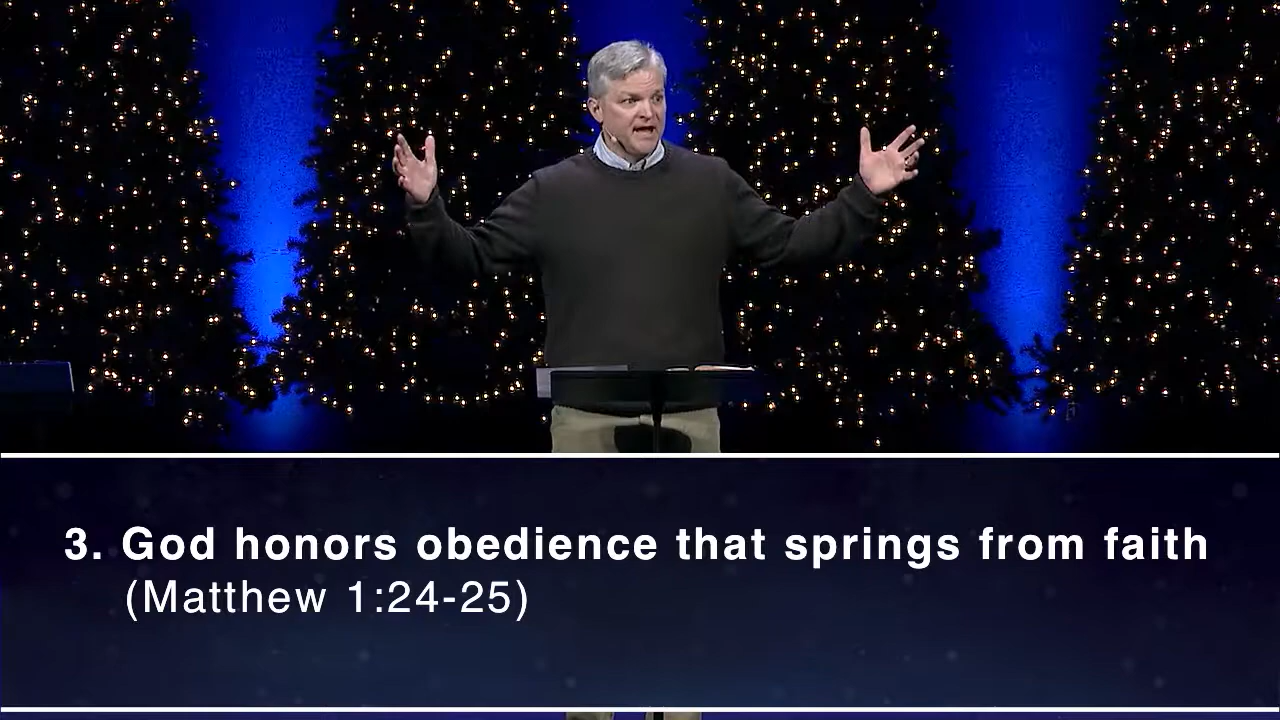 3. God honors obedience that springs from faith
(Matthew 1:24-25)